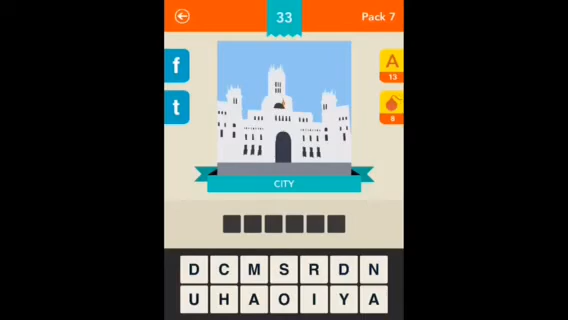 33
Pack 7
f
A
13
t
8
CITY
D C M S R D N
U H A O I Y A